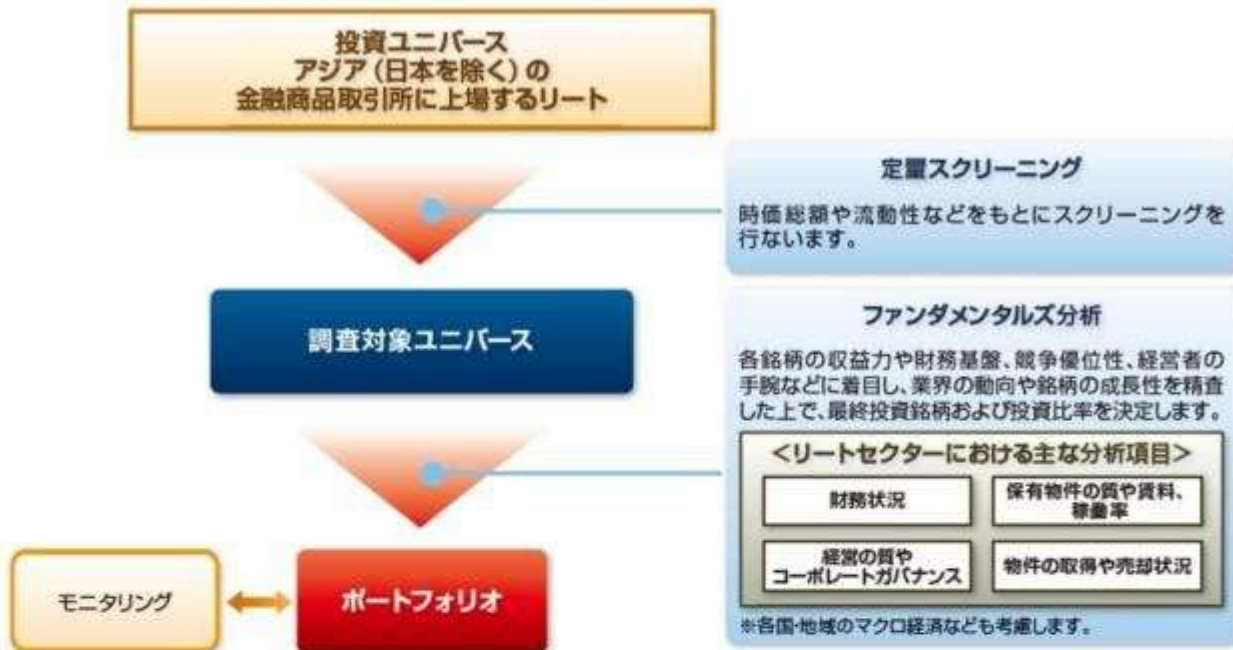 投資ユニバース
アジア（日本を除く）の
金融商品取引所に上場するリート
定量スクリーニング
時価総額や流動性などをもとにスクリーニングを
行ないます。
調査対象ユニバース
ファンダメンタルズ分析
各銘柄の収益力や財務基盤、競争優位性、経営者の
手腕などに着目し、業界の動向や銘柄の成長性を精査
した上で、最終投資銘柄および投資比率を決定します。
＜リートセクターにおける主な分析項目＞
財務状況
保有物件の質や賃料、
稼働率
経営の質や
コーポレートガバナンス
物件の取得や売却状況
※各国・地域のマクロ経済なども考慮します。
モニタリング
ポートフォリオ